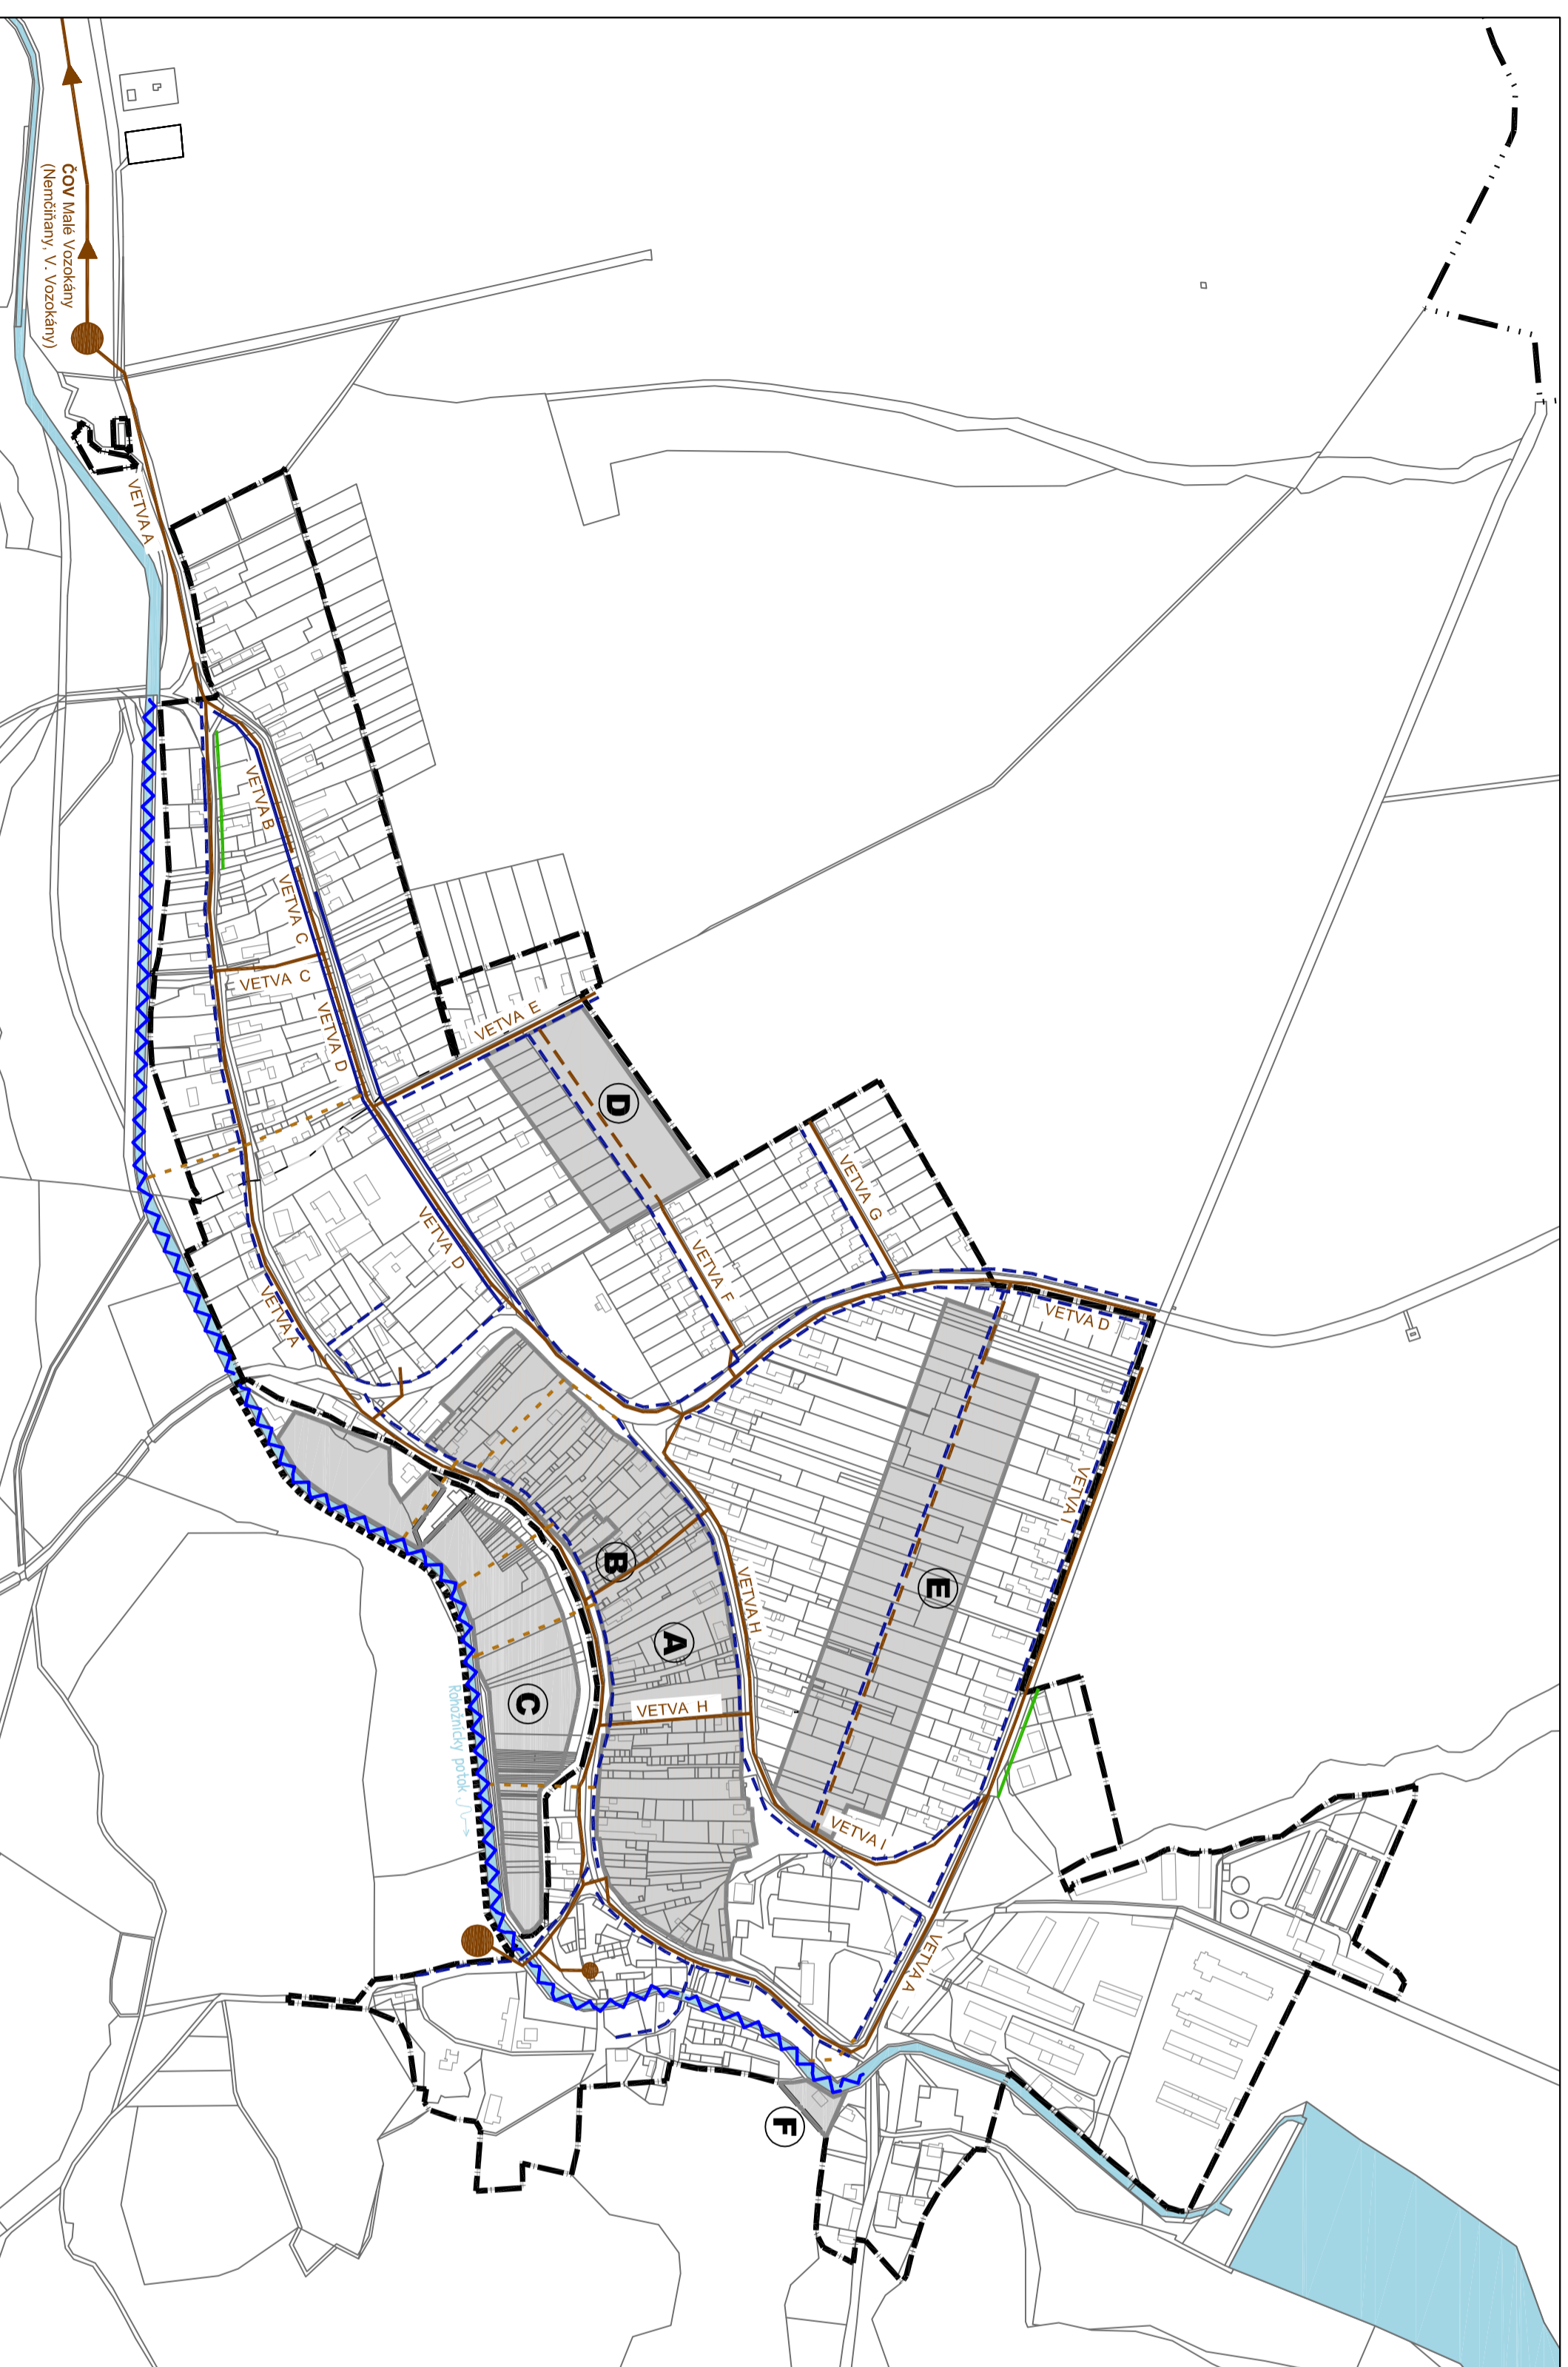 ČOV Malé Vozokány
(Nemčiňany, V. Vozokány)
VETVA A
VETVA B
VETVA C
VETVA C
VETVA D
VETVA E
D
VETVA G
VETVA F
VETVA D
VETVA D
VETVA A
VETVA I
E
B
VETVA H
A
VETVA H
C
Rohožnícky potok
VETVA I
VETVA A
F